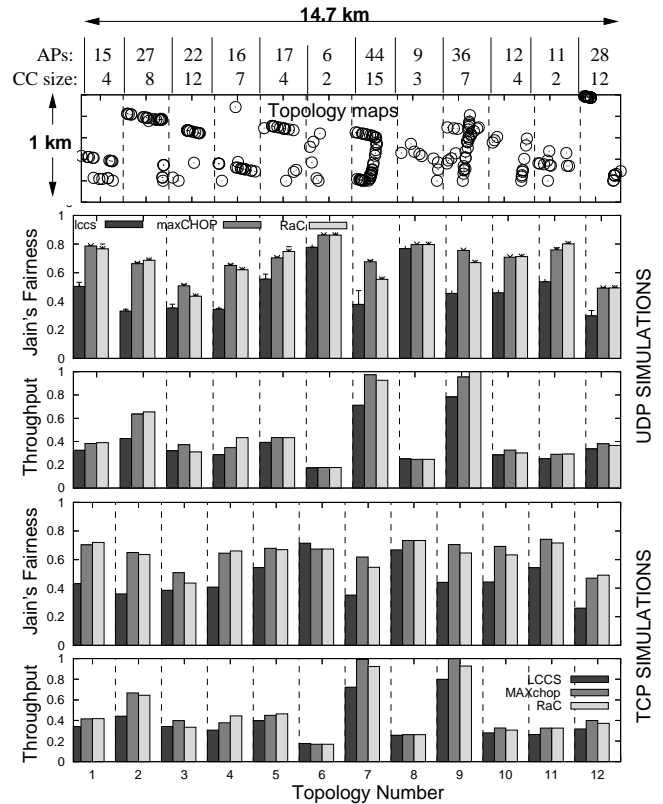 14.7 km
APs: 15 27 22 16 17 6 44 9 36 12 11 28
CC size: 4 8 12 7 4 2 15 3 7 4 2 12
Topology maps
1 km
lccs maxCHOP RaC
1
0.8
0.6
0.4
0.2
0
Jain's Fairness
1
0.8
0.6
0.4
0.2
0
Throughput
UDP SIMULATIONS
1
0.8
0.6
0.4
0.2
0
Jain's Fairness
LCCS
MAXchop
RaC
1
0.8
0.6
0.4
0.2
0
Throughput
TCP SIMULATIONS
1 2 3 4 5 6 7 8 9 10 11 12
Topology Number